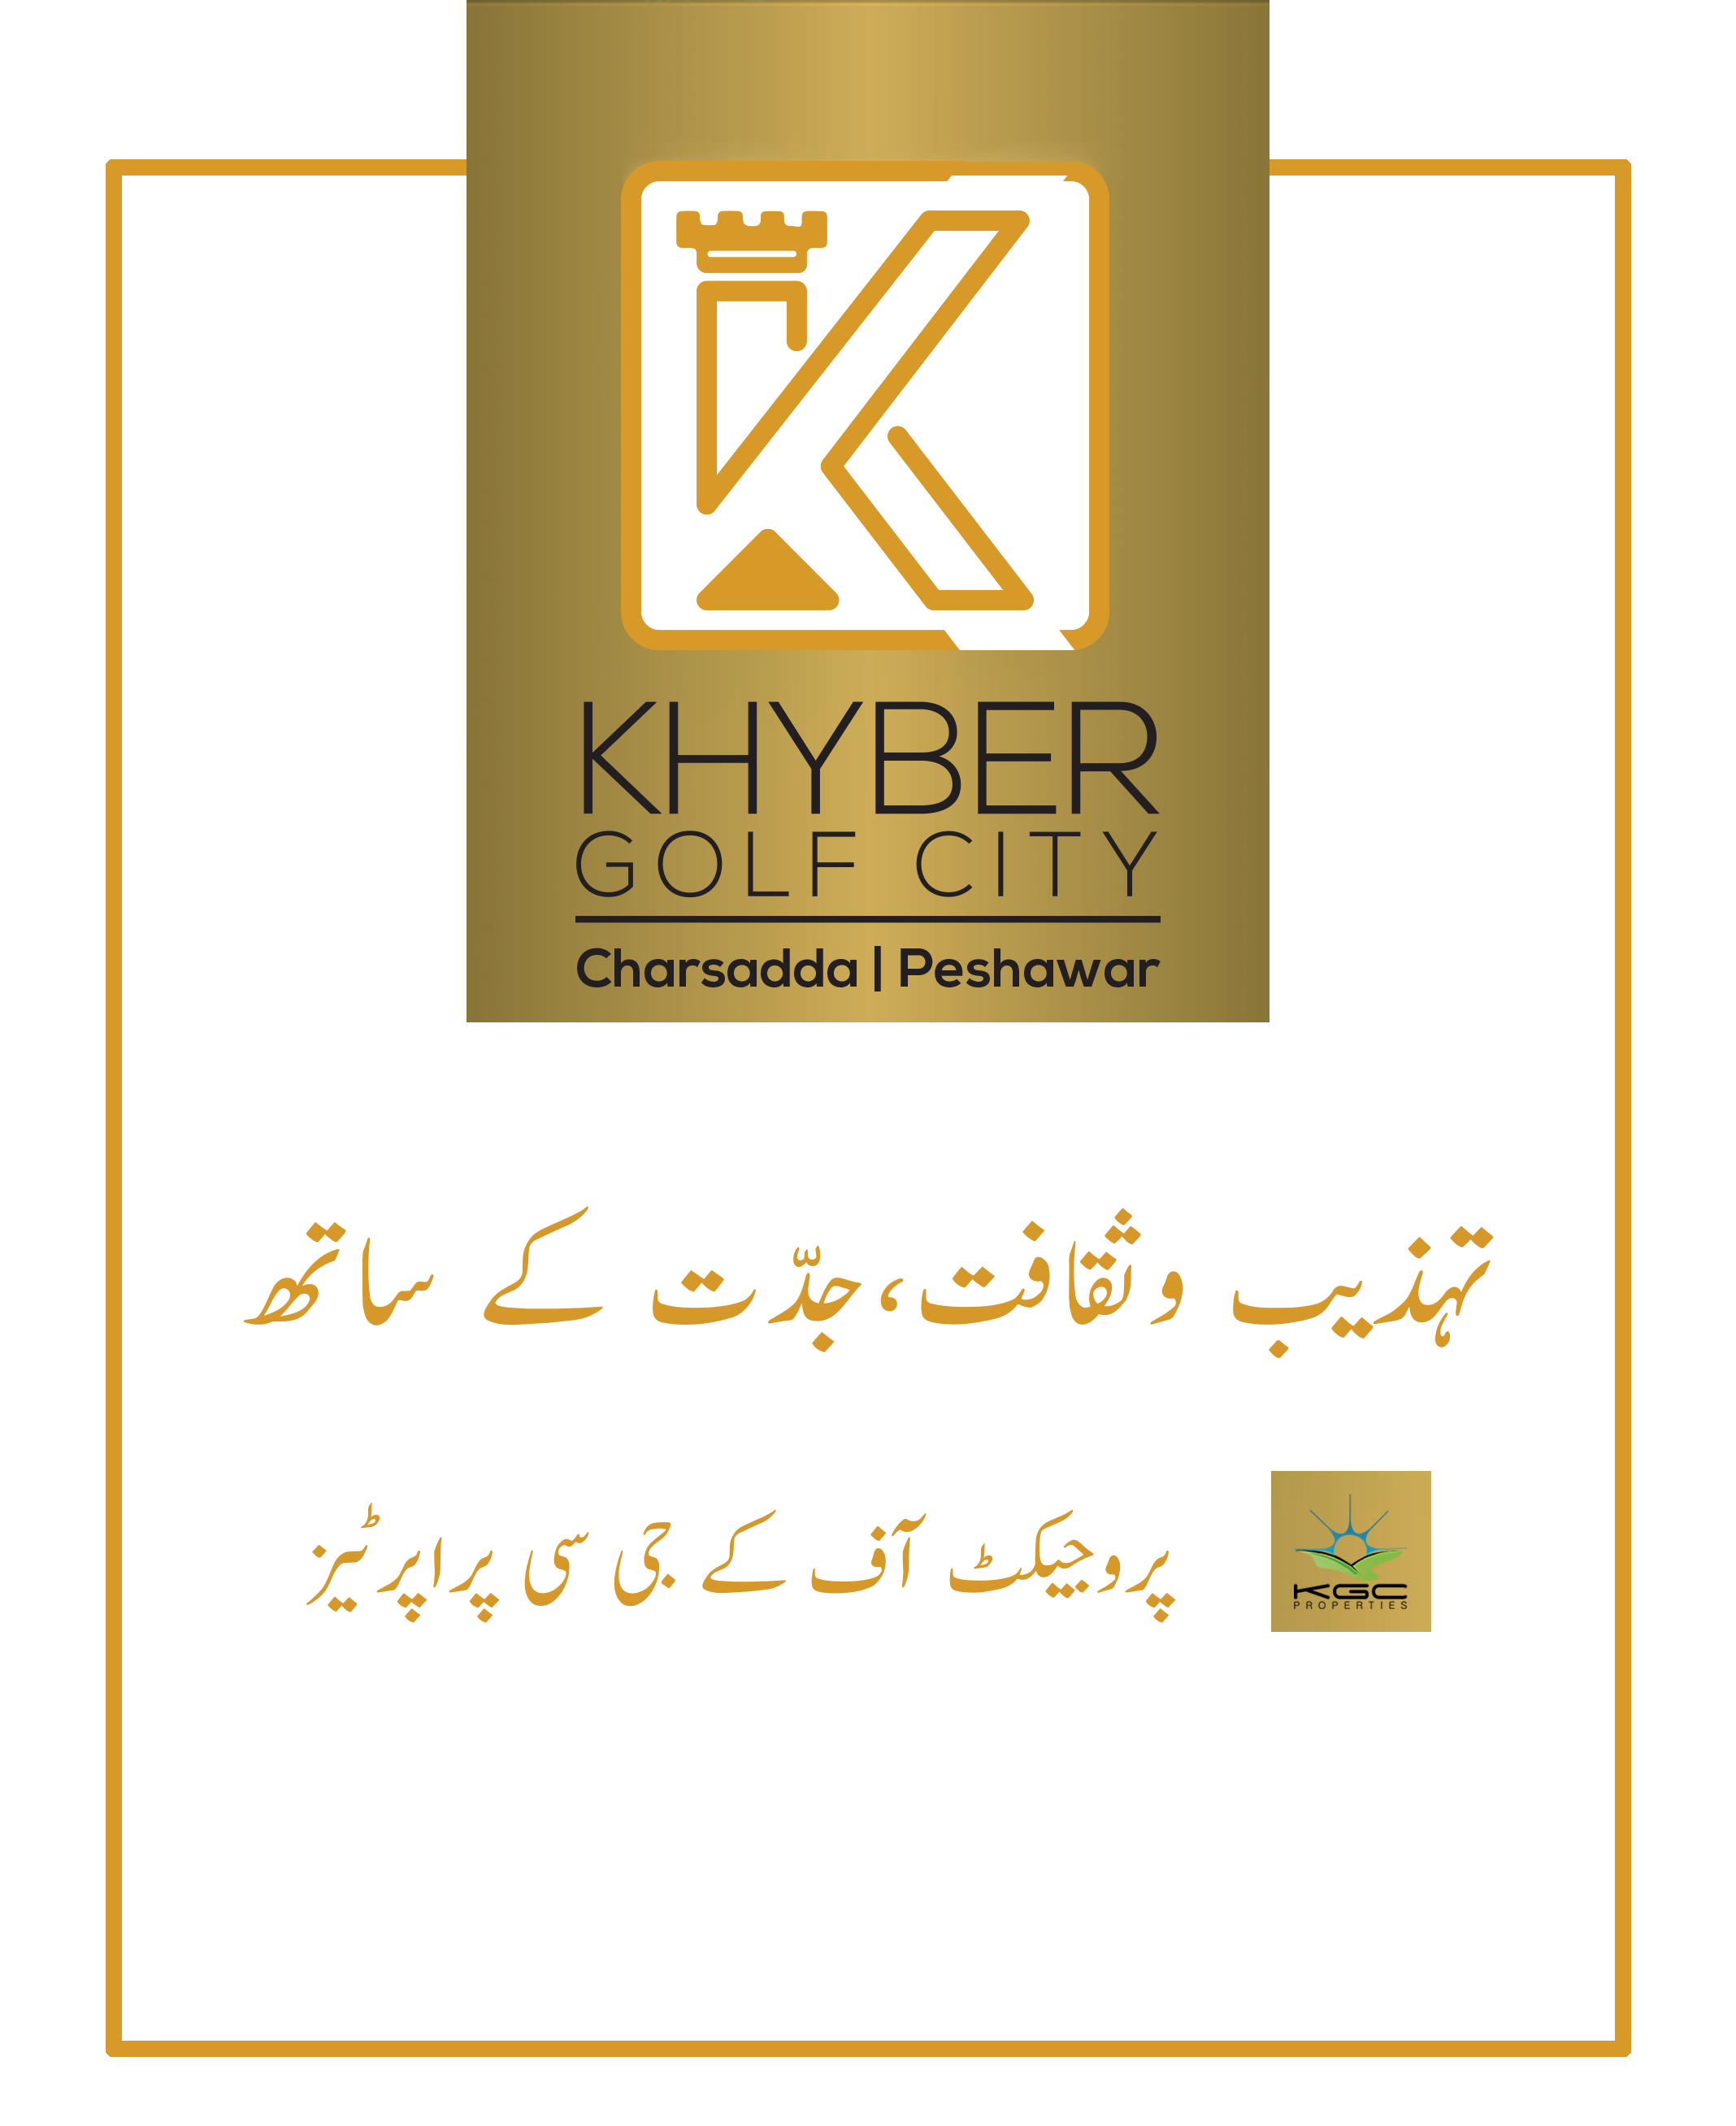 KHYBER
GOLF CITY
Charsadda | Peshawar
تہذیب و ثقافت، جدّت کے ساتھ
پروجیکٹ آف کے جی سی پراپرٹیز
KGC
PROPERTIES